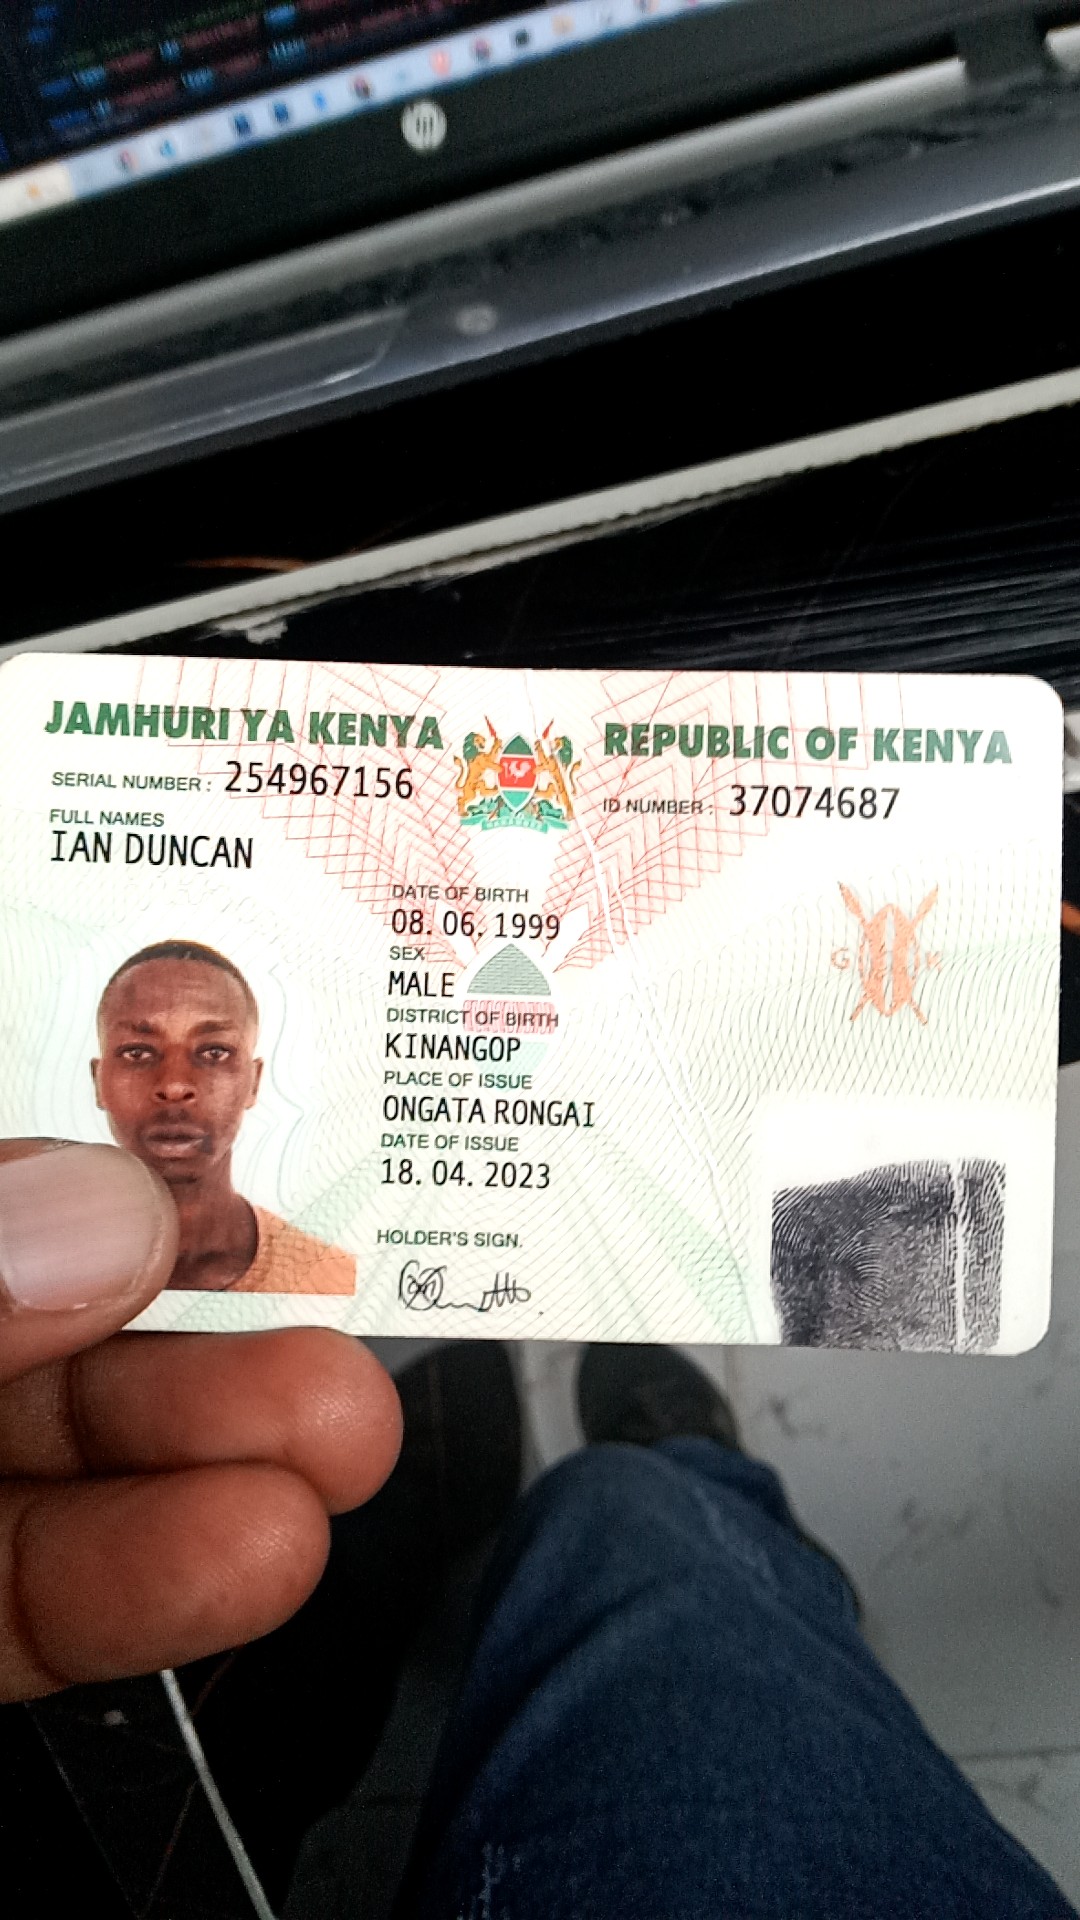 hp
JAMHURI YA KENYA
REPUBLIC OF KENYA
SERIAL NUMBER : 254967156
ID NUMBER : 37074687
FULL NAMES
IAN DUNCAN
DATE OF BIRTH
08. 06. 1999
SEX
MALE
DISTRICT OF BIRTH
KINANGOP
PLACE OF ISSUE
ONGATA RONGAI
DATE OF ISSUE
18. 04. 2023
HOLDER'S SIGN.
G K